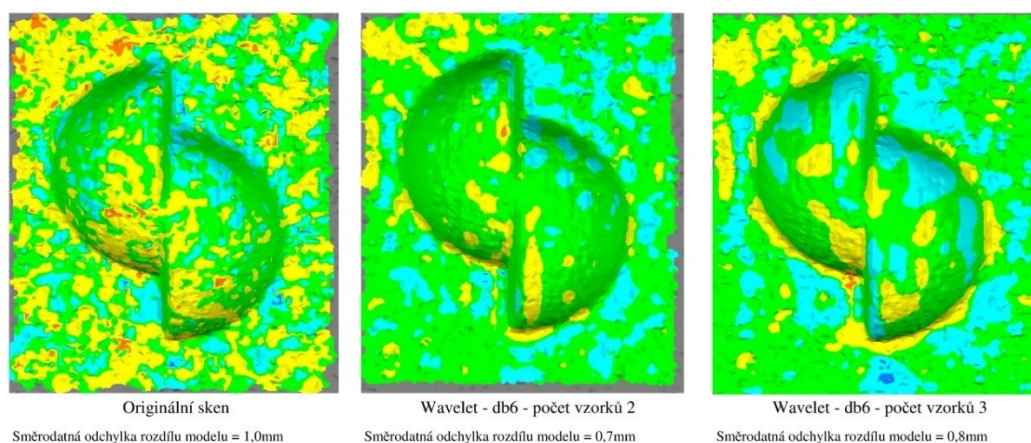 Originální sken
Wavelet - db6 - počet vzorků 2
Wavelet - db6 - počet vzorků 3
Směrodatná odchylka rozdílu modelu = 1,0mm
Směrodatná odchylka rozdílu modelu = 0,7mm
Směrodatná odchylka rozdílu modelu = 0,8mm